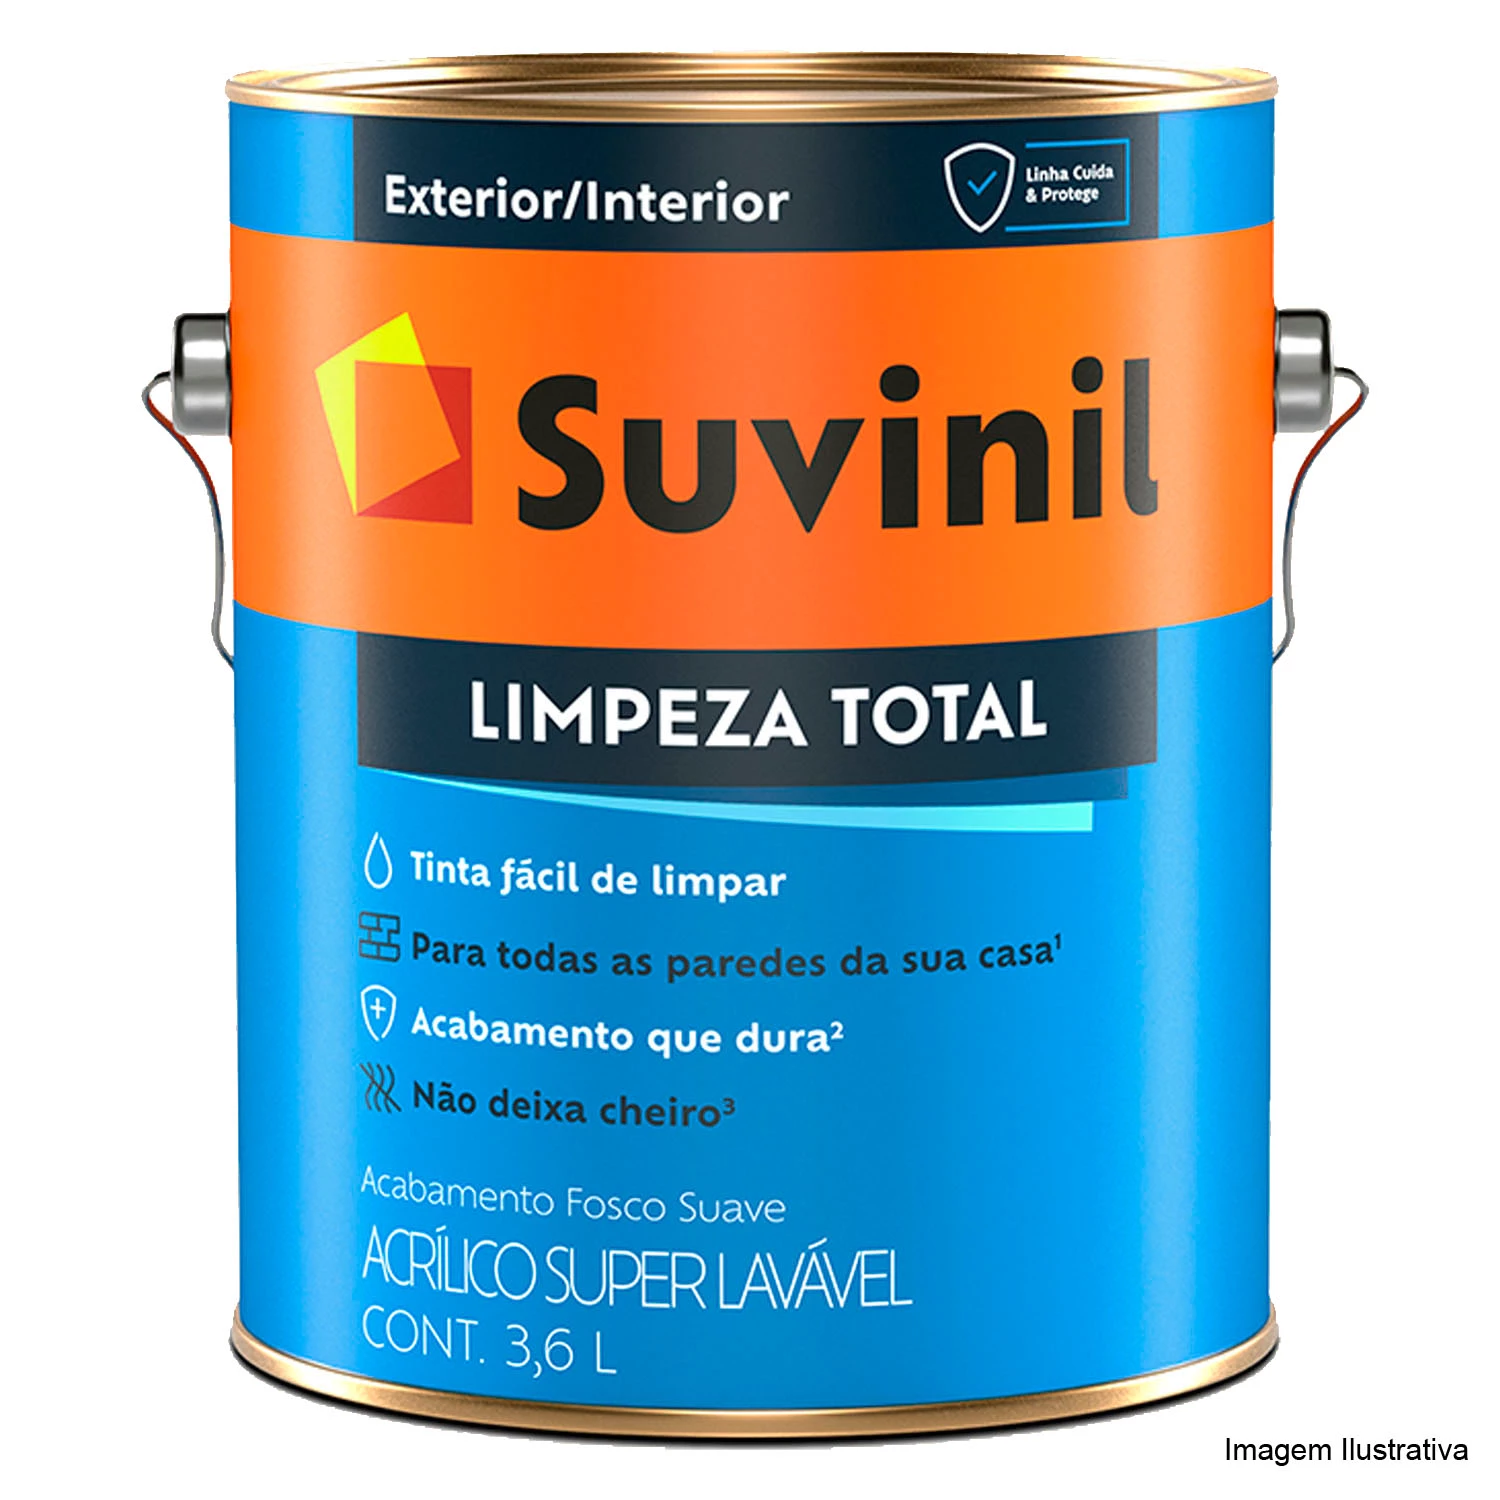 Exterior/Interior
Linha Cuida
& Protege
Suvinil
LIMPEZA TOTAL
Tinta fácil de limpar
Para todas as paredes da sua casa¹
Acabamento que dura²
Não deixa cheiro³
Acabamento Fosco Suave
ACRÍLICO SUPER LAVÁVEL
CONT. 3,6 L
Imagem Ilustrativa